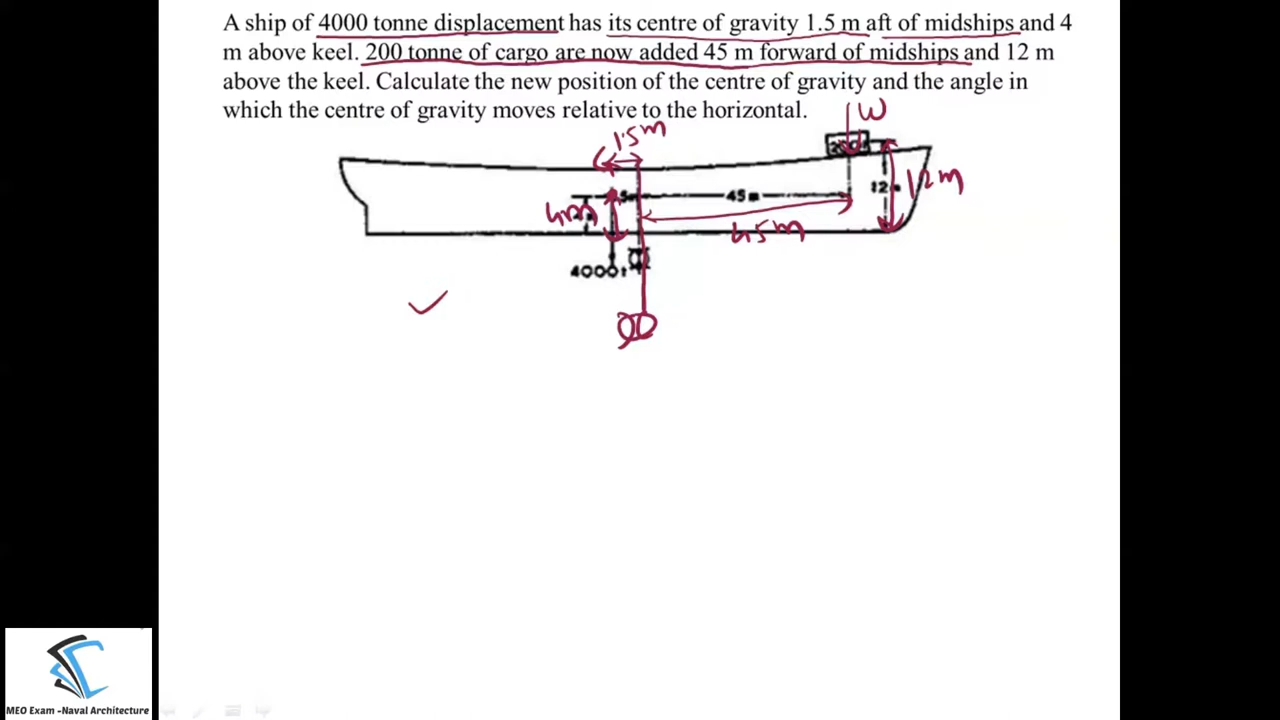 A ship of 4000 tonne displacement has its centre of gravity 1.5 m aft of midships and 4
m above keel. 200 tonne of cargo are now added 45 m forward of midships and 12 m
above the keel. Calculate the new position of the centre of gravity and the angle in
which the centre of gravity moves relative to the horizontal.
W
1.5m
12
12m
45m
4m
45m
4000t
MEO Exam -Naval Architecture